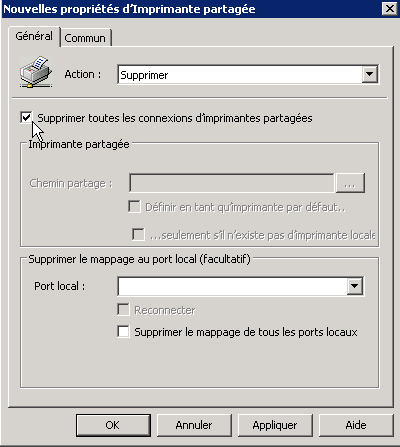 Nouvelles propriétés d'Imprimante partagée
Général
Commun
Action :
Supprimer
Supprimer toutes les connexions d'imprimantes partagées
Imprimante partagée
Chemin partage :
...
Définir en tant qu'imprimante par défaut..
...seulement s'il n'existe pas d'imprimante locale
Supprimer le mappage au port local (facultatif)
Port local :
Reconnecter
Supprimer le mappage de tous les ports locaux
OK
Annuler
Appliquer
Aide